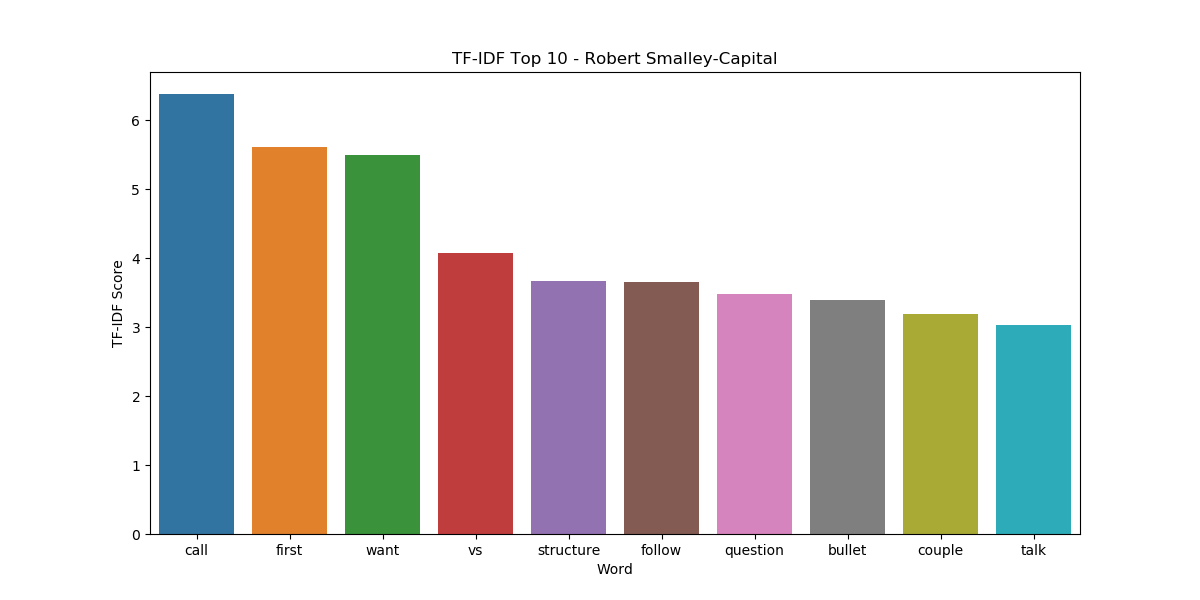 TF-IDF Top 10 - Robert Smalley-Capital
TF-IDF Score
6
5
4
3
2
1
0
call first want vs structure follow question bullet couple talk
Word